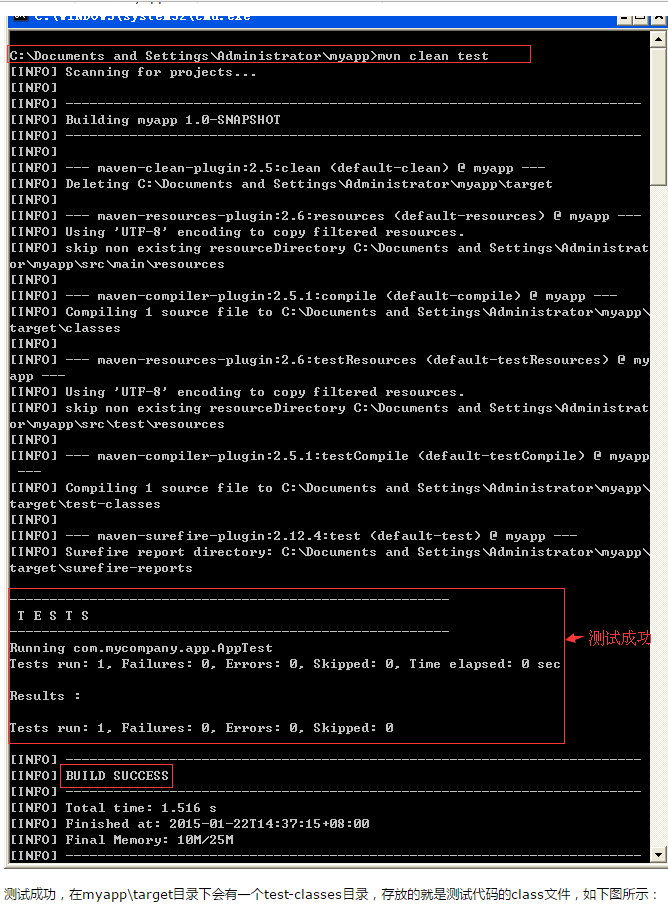 C:\WINDOWS\system32\cmd.exe
C:\Documents and Settings\Administrator\myapp>mvn clean test
[INFO] Scanning for projects...
[INFO]
[INFO] ------------------------------------------------------------------------
[INFO] Building myapp 1.0-SNAPSHOT
[INFO] ------------------------------------------------------------------------
[INFO]
[INFO] --- maven-clean-plugin:2.5:clean (default-clean) @ myapp ---
[INFO] Deleting C:\Documents and Settings\Administrator\myapp\target
[INFO]
[INFO] --- maven-resources-plugin:2.6:resources (default-resources) @ myapp ---
[INFO] Using 'UTF-8' encoding to copy filtered resources.
[INFO] skip non existing resourceDirectory C:\Documents and Settings\Administrat
or\myapp\src\main\resources
[INFO]
[INFO] --- maven-compiler-plugin:2.5.1:compile (default-compile) @ myapp ---
[INFO] Compiling 1 source file to C:\Documents and Settings\Administrator\myapp\
target\classes
[INFO]
[INFO] --- maven-resources-plugin:2.6:testResources (default-testResources) @ my
app ---
[INFO] Using 'UTF-8' encoding to copy filtered resources.
[INFO] skip non existing resourceDirectory C:\Documents and Settings\Administrat
or\myapp\src\test\resources
[INFO]
[INFO] --- maven-compiler-plugin:2.5.1:testCompile (default-testCompile) @ myapp
---
[INFO] Compiling 1 source file to C:\Documents and Settings\Administrator\myapp\
target\test-classes
[INFO]
[INFO] --- maven-surefire-plugin:2.12.4:test (default-test) @ myapp ---
[INFO] Surefire report directory: C:\Documents and Settings\Administrator\myapp\
target\surefire-reports
-------------------------------------------------------
T E S T S
-------------------------------------------------------
Running com.mycompany.app.AppTest
Tests run: 1, Failures: 0, Errors: 0, Skipped: 0, Time elapsed: 0 sec
测试成功
Results :
Tests run: 1, Failures: 0, Errors: 0, Skipped: 0
[INFO] ------------------------------------------------------------------------
[INFO] BUILD SUCCESS
[INFO] ------------------------------------------------------------------------
[INFO] Total time: 1.516 s
[INFO] Finished at: 2015-01-22T14:37:15+08:00
[INFO] Final Memory: 10M/25M
[INFO] ------------------------------------------------------------------------
测试成功，在myapp\target目录下会有一个test-classes目录，存放的就是测试代码的class文件，如下图所示：